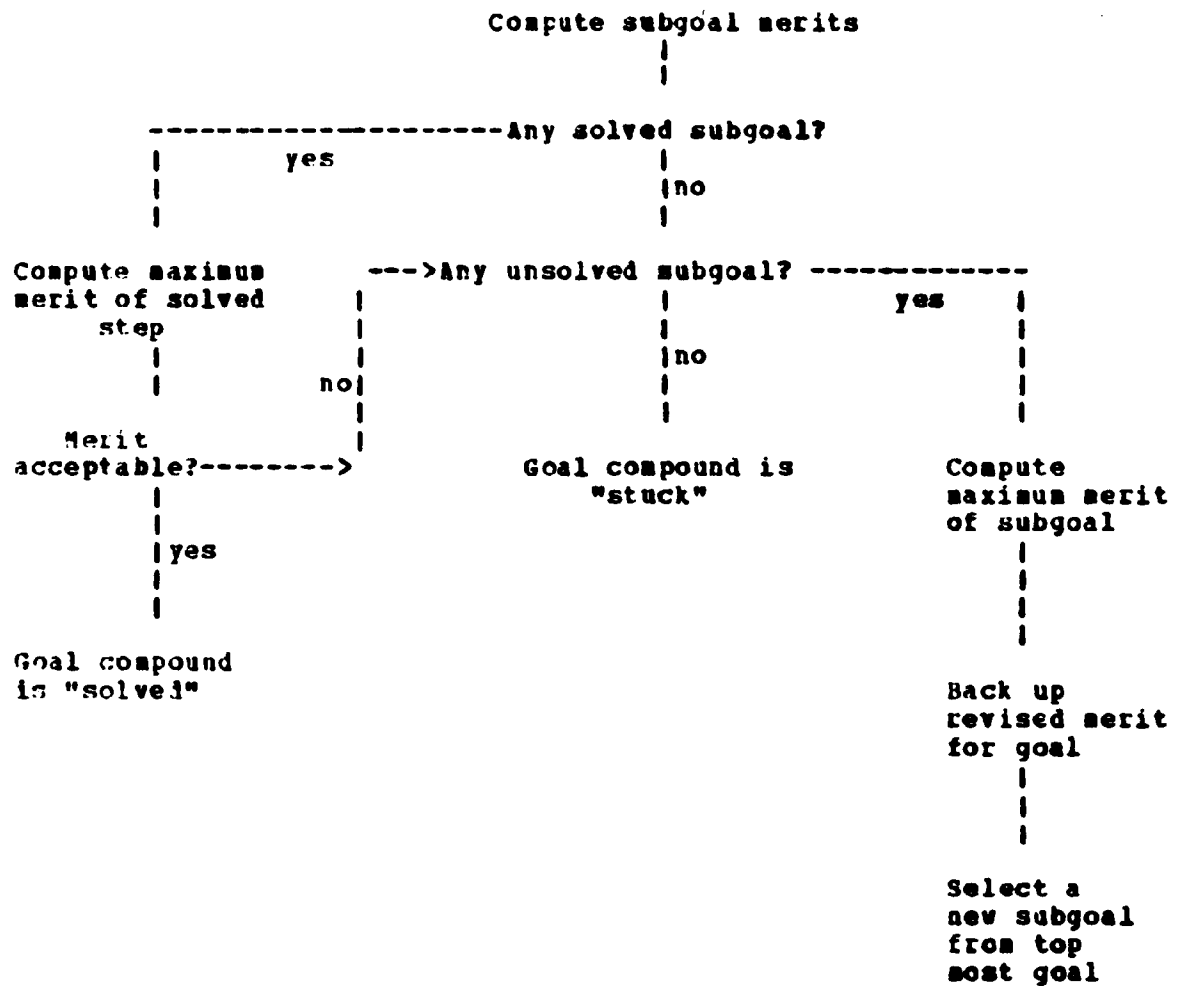 Compute subgoal merits
Any solved subgoal?
yes
no
Compute maximum
merit of solved
step
--->Any unsolved subgoal?
yes
no
no
Merit
acceptable?-------->
Goal compound is
"stuck"
Compute
maximum merit
of subgoal
yes
Goal compound
is "solved"
Back up
revised merit
for goal
Select a
new subgoal
from top
most goal